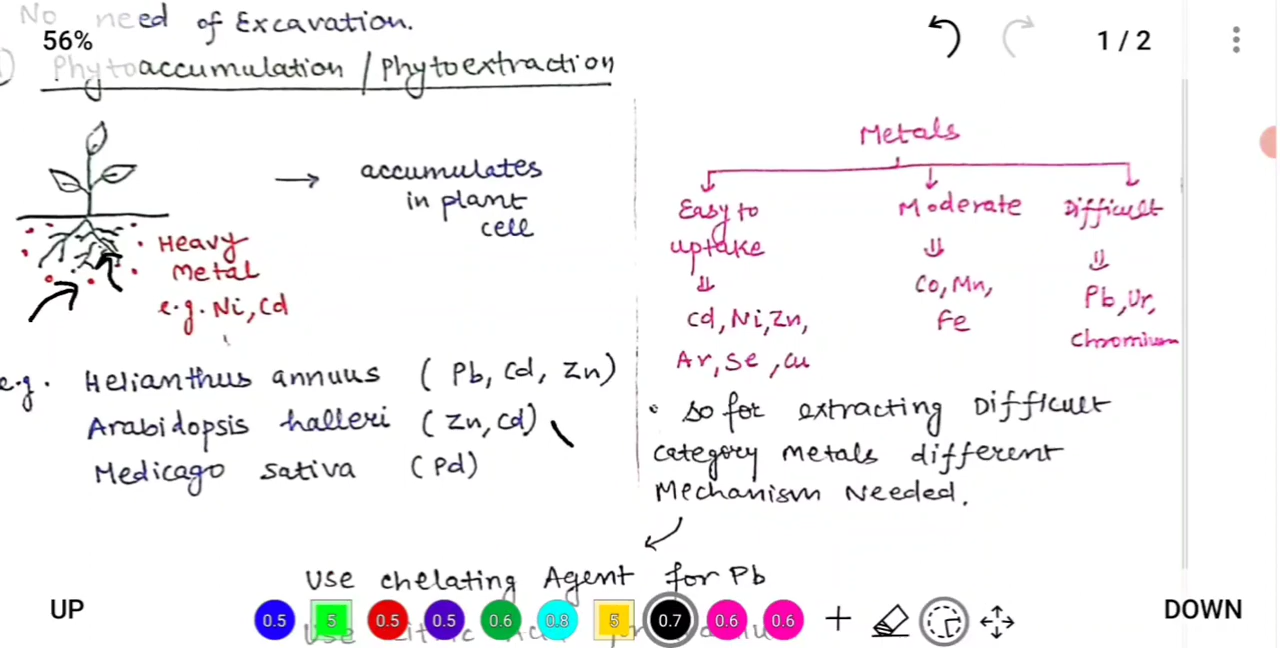 No need of Excavation.
56%
1 / 2
Phytoaccumulation / Phytoextraction
accumulates
in plant
cell
Heavy
Metal
e.g. Ni, Cd
e.g. Helianthus annuus ( Pb, Cd, Zn)
Arabidopsis halleri ( Zn, Cd)
Medicago sativa ( Pd)
Metals
Easy to
uptake
Cd, Ni, Zn,
Ar, Se , Cu
Moderate
Co, Mn,
Fe
Difficult
Pb, Ur,
Chromium
• So for extracting Difficult
category metals different
Mechanism Needed.
Use chelating Agent for Pb
UP
DOWN
0.5 5 0.5 0.5 0.6 0.8 5 0.7 0.6 0.6